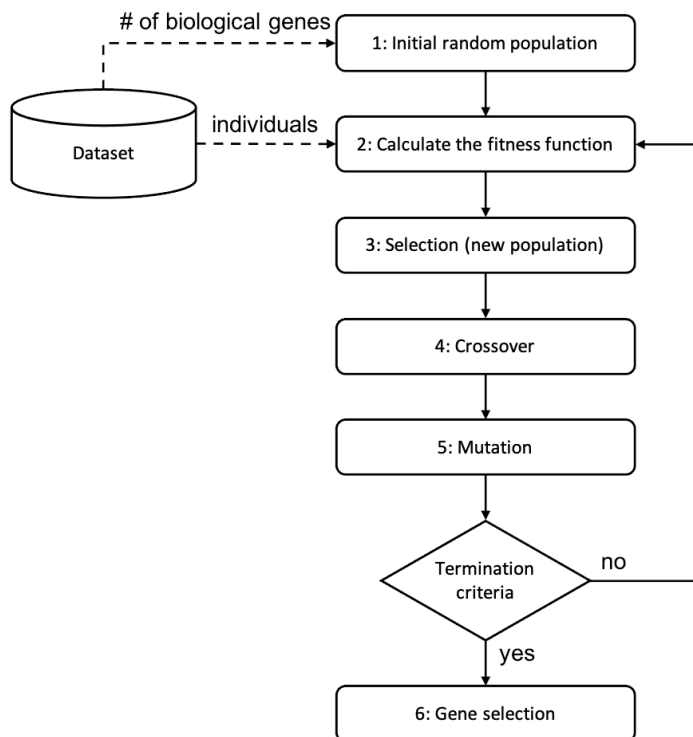 # of biological genes
1: Initial random population
individuals
Dataset
2: Calculate the fitness function
3: Selection (new population)
4: Crossover
5: Mutation
Termination
criteria
no
yes
6: Gene selection